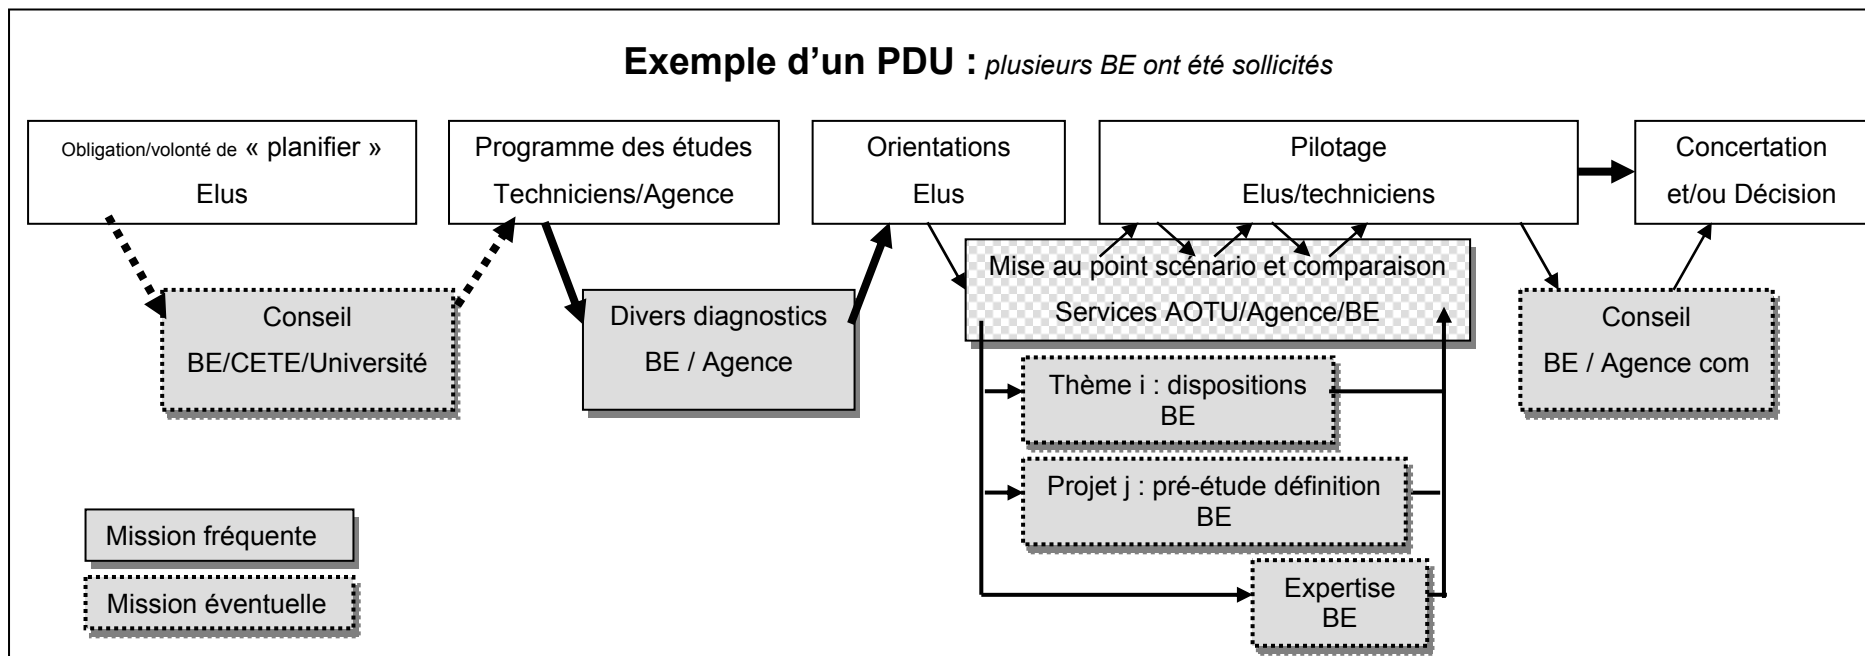 Exemple d’un PDU : plusieurs BE ont été sollicités
Obligation/volonté de « planifier »
Elus
Programme des études
Techniciens/Agence
Orientations
Elus
Pilotage
Elus/techniciens
Concertation
et/ou Décision
Conseil
BE/CETE/Université
Divers diagnostics
BE / Agence
Mise au point scénario et comparaison
Services AOTU/Agence/BE
Conseil
BE / Agence com
Thème i : dispositions
BE
Projet j : pré-étude définition
BE
Expertise
BE
Mission fréquente
Mission éventuelle